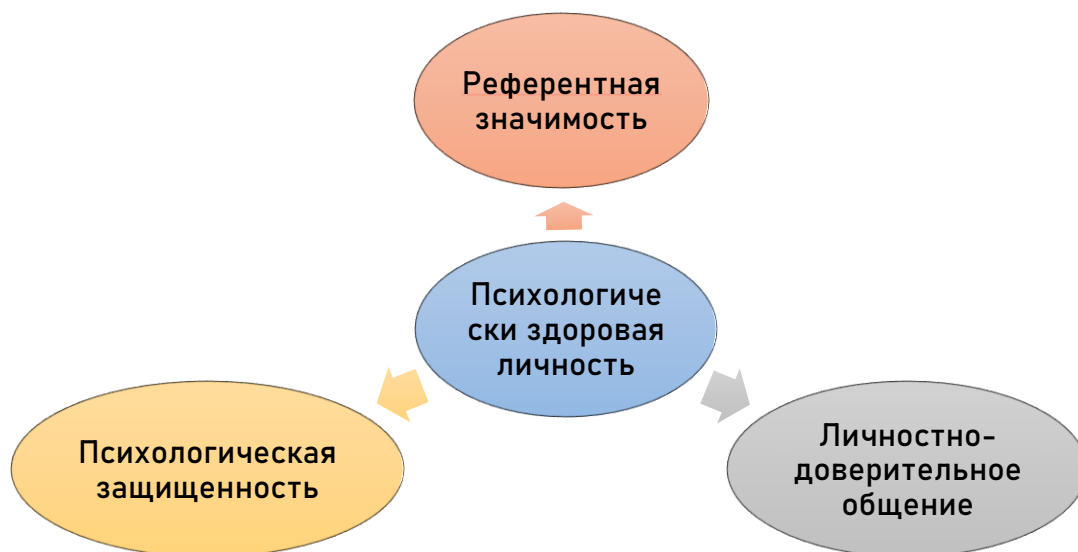 Референтная
значимость
Психологиче
ски здоровая
личность
Психологическая
защищенность
Личностно-
доверительное
общение